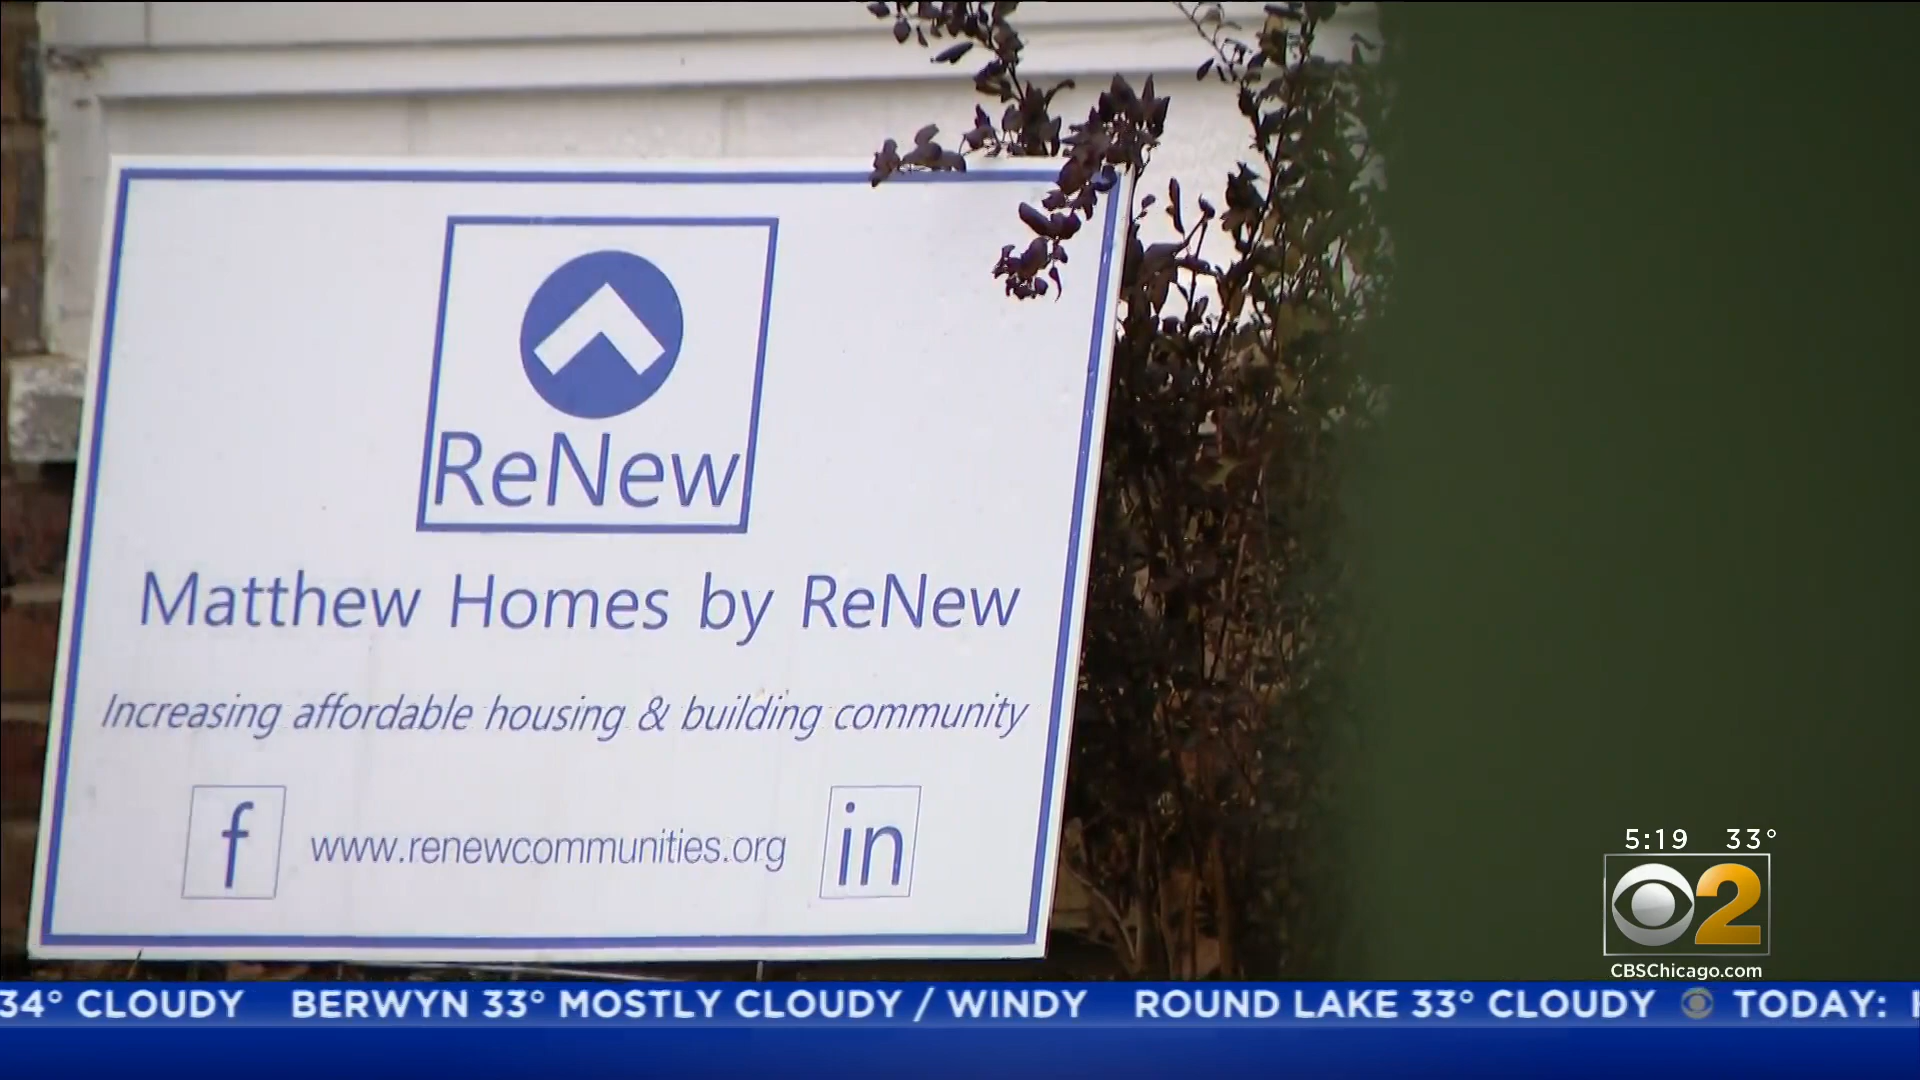 ReNew
Matthew Homes by ReNew
Increasing affordable housing & building community
f www.renewcommunities.org in
5:19 33°
2
CBSChicago.com
34° CLOUDY BERWYN 33° MOSTLY CLOUDY / WINDY ROUND LAKE 33° CLOUDY TODAY: